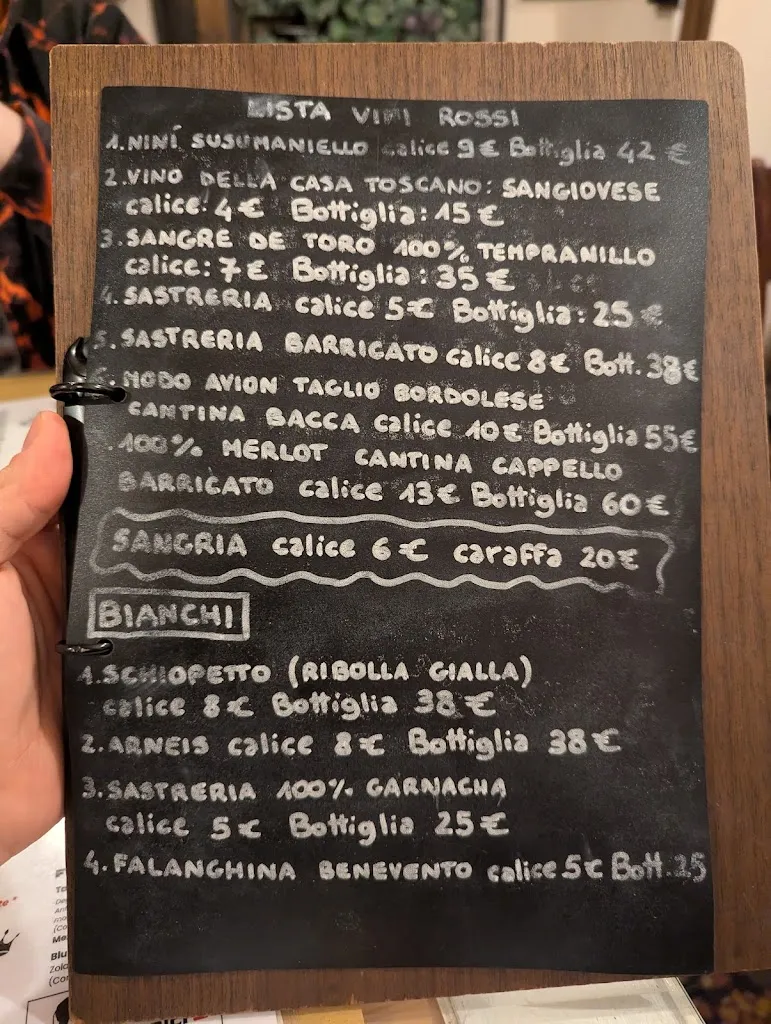 LISTA VINI ROSSI
1. NINÍ SUSUMANIELLO calice 9€ Bottiglia 42 €
2. VINO DELLA CASA TOSCANO: SANGIOVESE
calice: 4€ Bottiglia: 15€
3. SANGRE DE TORO 100% TEMPRANILLO
calice: 7€ Bottiglia: 35€
4. SASTRERIA calice 5€ Bottiglia: 25€
5. SASTRERIA BARRICATO calice 8€ Bott. 38€
MODO AVION TAGLIO BORDOLESE
CANTINA BACCA calice 10€ Bottiglia 55€
100% MERLOT CANTINA CAPPELLO
BARRICATO calice 13€ Bottiglia 60€
SANGRIA calice 6€ caraffa 20€
BIANCHI
1. SCHIOPETTO (RIBOLLA GIALLA)
calice 8€ Bottiglia 38€
2. ARNEIS calice 8€ Bottiglia 38€
3. SASTRERIA 100% GARNACHA
calice 5€ Bottiglia 25€
4. FALANGHINA BENEVENTO calice 5€ Bott. 25